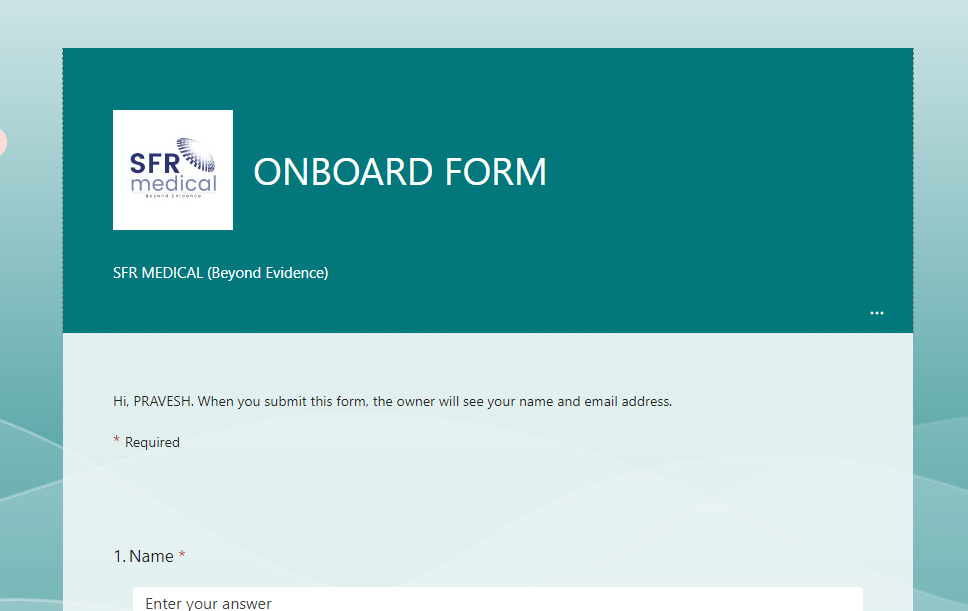 SFR
medical
Beyond Evidence
ONBOARD FORM
SFR MEDICAL (Beyond Evidence)
...
Hi, PRAVESH. When you submit this form, the owner will see your name and email address.
* Required
1. Name *
Enter your answer